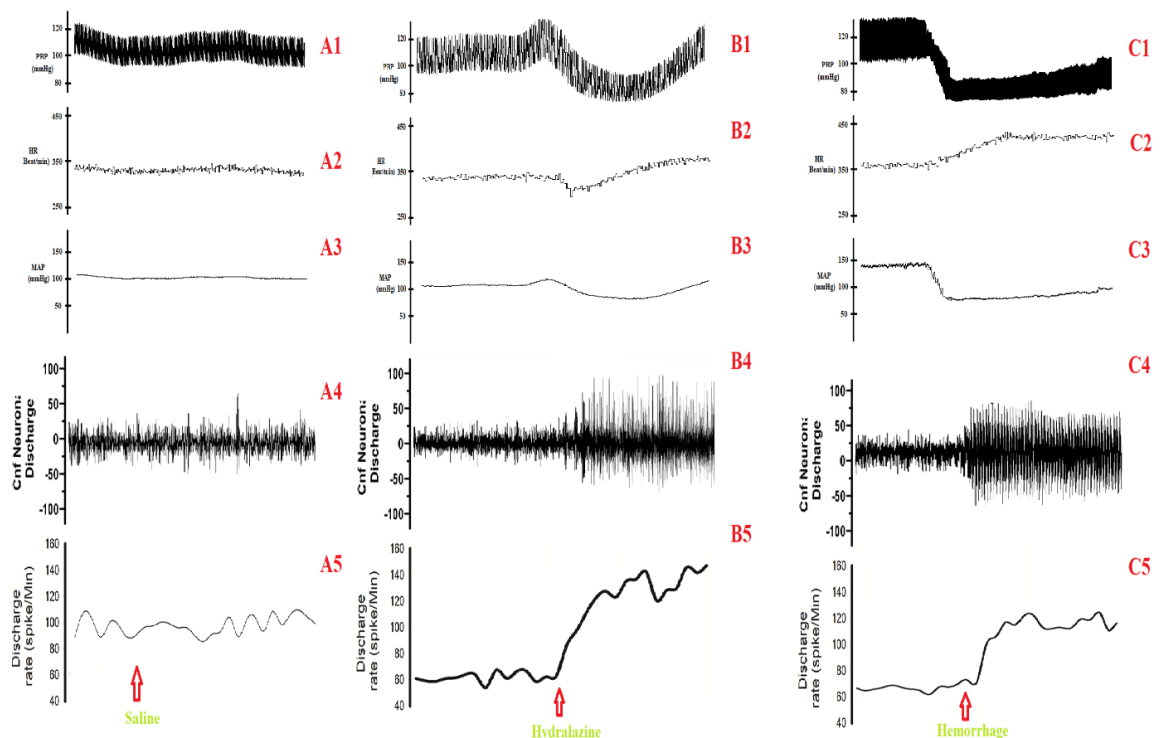 A1
120
100
80
PBP
(mmHg)
A2
450
350
250
HR
Beat/min)
A3
150
100
50
MAP
(mmHg)
A4
100
50
0
-50
-100
Cnf Neuron:
Discharge
A5
160
140
120
100
80
60
40
Discharge
rate (spike/Min)
Saline
B1
120
100
80
PBP
(mmHg)
B2
450
350
250
HR
Beat/min)
B3
150
100
50
MAP
(mmHg)
B4
100
50
0
-50
-100
Cnf Neuron:
Discharge
B5
160
140
120
100
80
60
40
Discharge
rate (spike/Min)
Hydralazine
C1
120
100
80
PBP
(mmHg)
C2
450
350
250
HR
Beat/min)
C3
150
100
50
MAP
(mmHg)
C4
100
50
0
-50
-100
Cnf Neuron:
Discharge
C5
160
140
120
100
80
60
40
Discharge
rate (spike/Min)
Hemorrhage